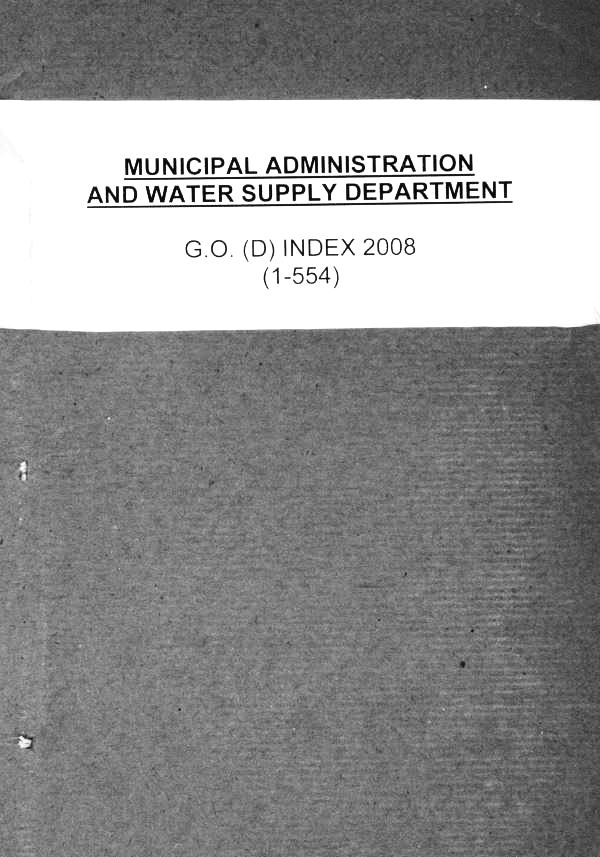 MUNICIPAL ADMINISTRATION
AND WATER SUPPLY DEPARTMENT
G.O. (D) INDEX 2008
(1-554)